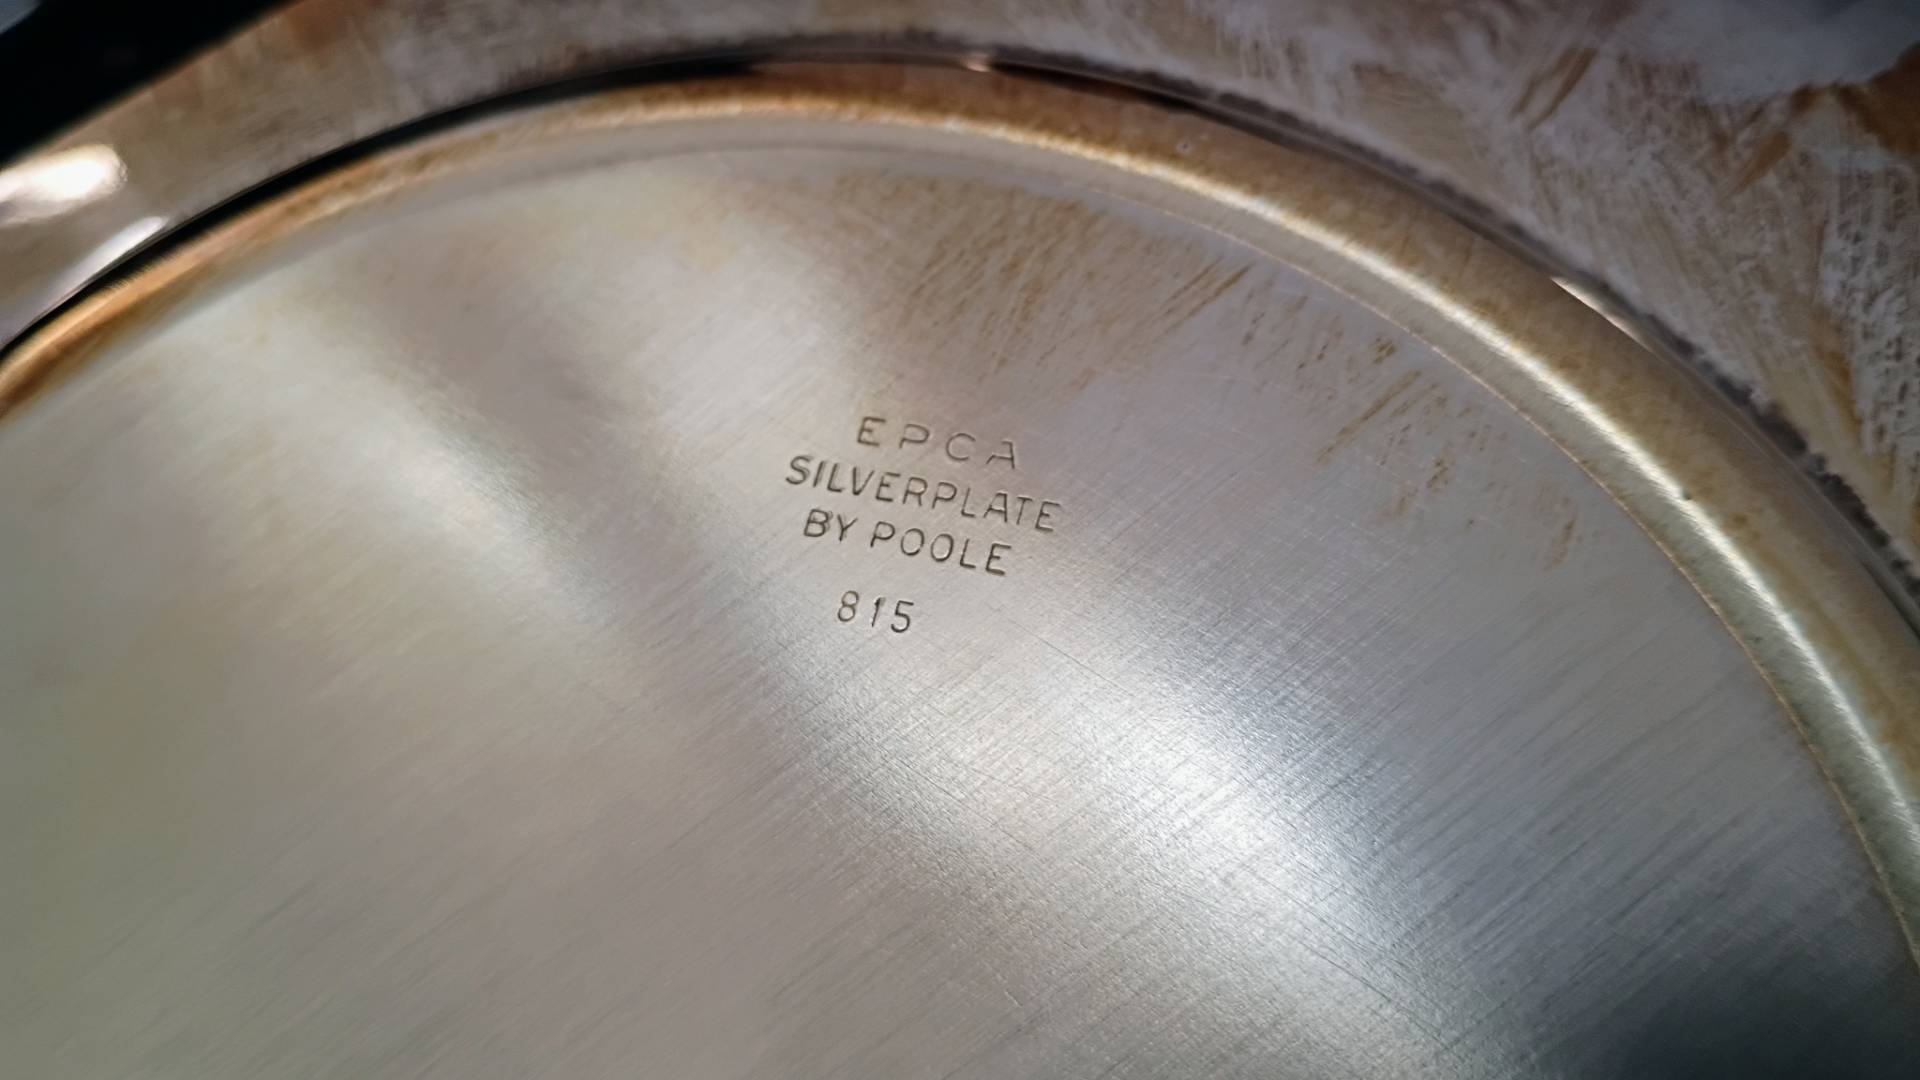 EPCA
SILVERPLATE
BY POOLE
815